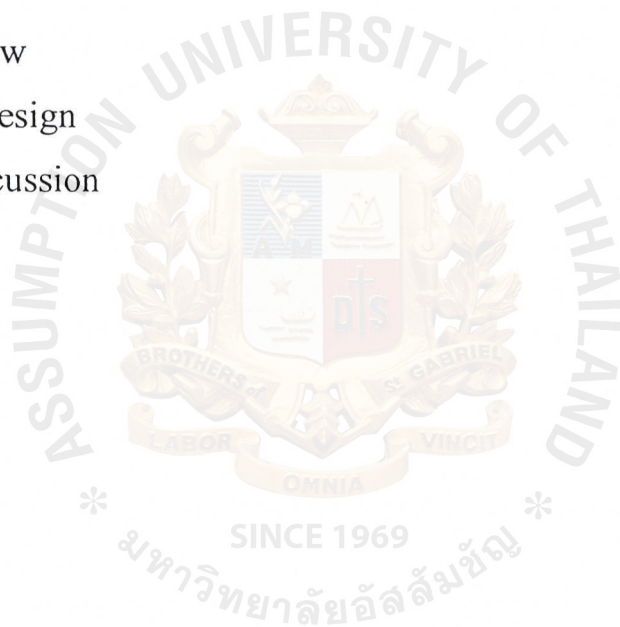 w
esign
cussion
ASSUMPTION UNIVERSITY OF THAILAND
A M
D S
BROTHERS of St GABRIEL
LABOR OMNIA VINCIT
* SINCE 1969 *
มหาวิทยาลัยอัสสัมชัญ